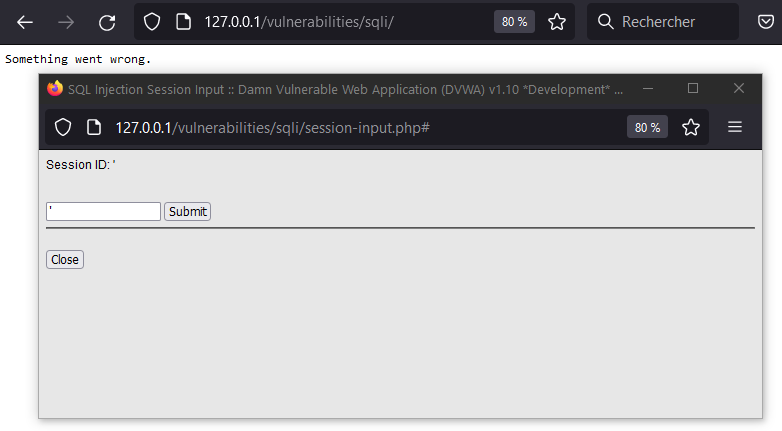 127.0.0.1/vulnerabilities/sqli/
80 %
Rechercher
Something went wrong.
SQL Injection Session Input :: Damn Vulnerable Web Application (DVWA) v1.10 *Development* ...
127.0.0.1/vulnerabilities/sqli/session-input.php#
80 %
Session ID: '
' Submit
Close